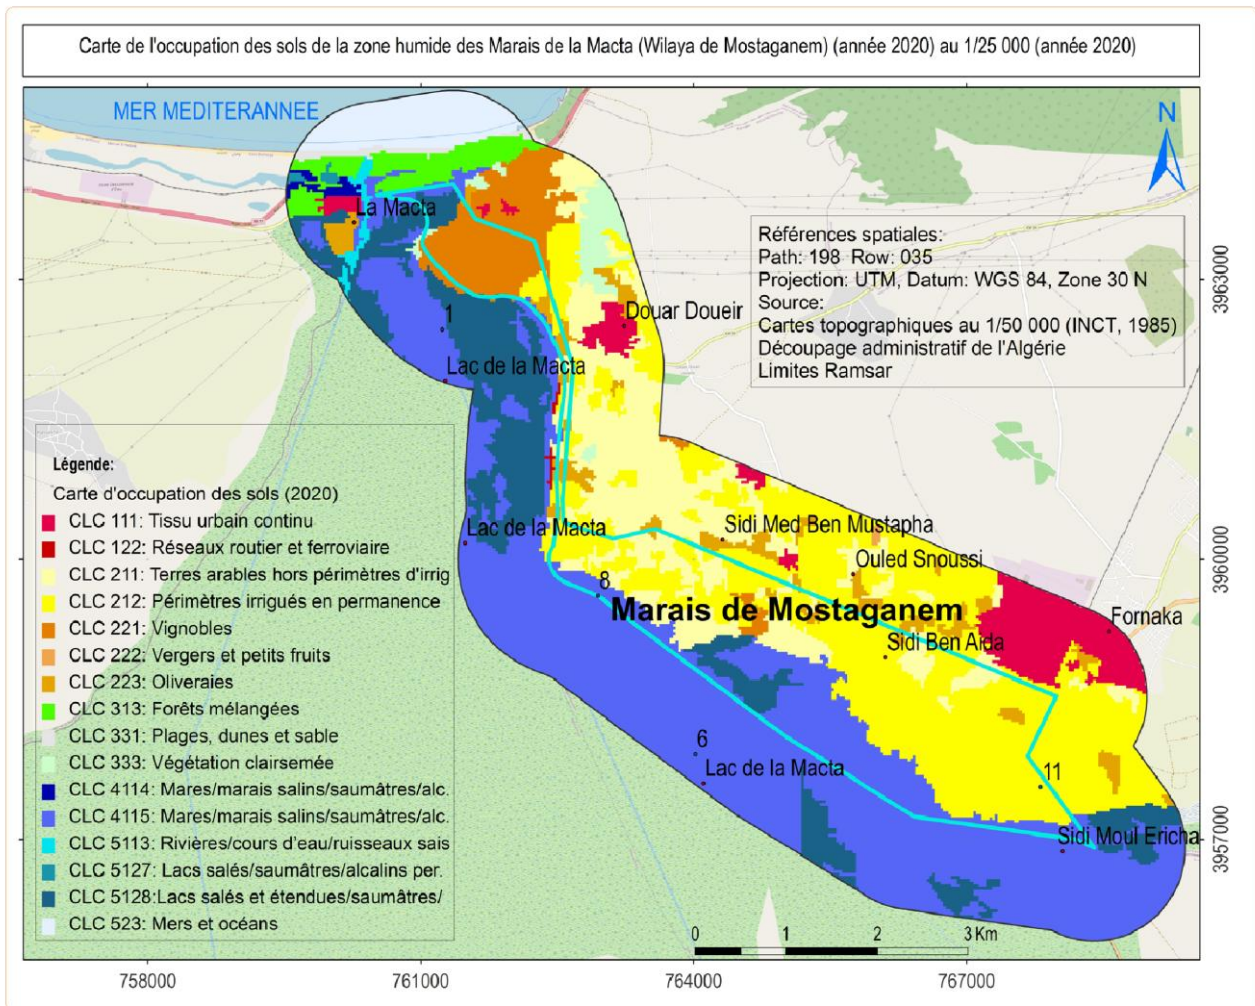 Carte de l'occupation des sols de la zone humide des Marais de la Macta (Wilaya de Mostaganem) (année 2020) au 1/25 000 (année 2020)
MER MEDITERANNEE
N
La Macta
Références spatiales:
Path: 198 Row: 035
Projection: UTM, Datum: WGS 84, Zone 30 N
Source:
Cartes topographiques au 1/50 000 (INCT, 1985)
Découpage administratif de l'Algérie
Limites Ramsar
3963000
1
Douar Doueir
Lac de la Macta
Légende:
Carte d'occupation des sols (2020)
CLC 111: Tissu urbain continu
CLC 122: Réseaux routier et ferroviaire
CLC 211: Terres arables hors périmètres d'irrig
CLC 212: Périmètres irrigués en permanence
CLC 221: Vignobles
CLC 222: Vergers et petits fruits
CLC 223: Oliveraies
CLC 313: Forêts mélangées
CLC 331: Plages, dunes et sable
CLC 333: Végétation clairsemée
CLC 4114: Mares/marais salins/saumâtres/alc.
CLC 4115: Mares/marais salins/saumâtres/alc.
CLC 5113: Rivières/cours d'eau/ruisseaux sais
CLC 5127: Lacs salés/saumâtres/alcalins per.
CLC 5128:Lacs salés et étendues/saumâtres/
CLC 523: Mers et océans
Lac de la Macta
Sidi Med Ben Mustapha
Ouled Snoussi
3960000
8
Marais de Mostaganem
Fornaka
Sidi Ben Aida
6
Lac de la Macta
11
Sidi Moul Ericha
3957000
0 1 2 3 Km
758000 761000 764000 767000